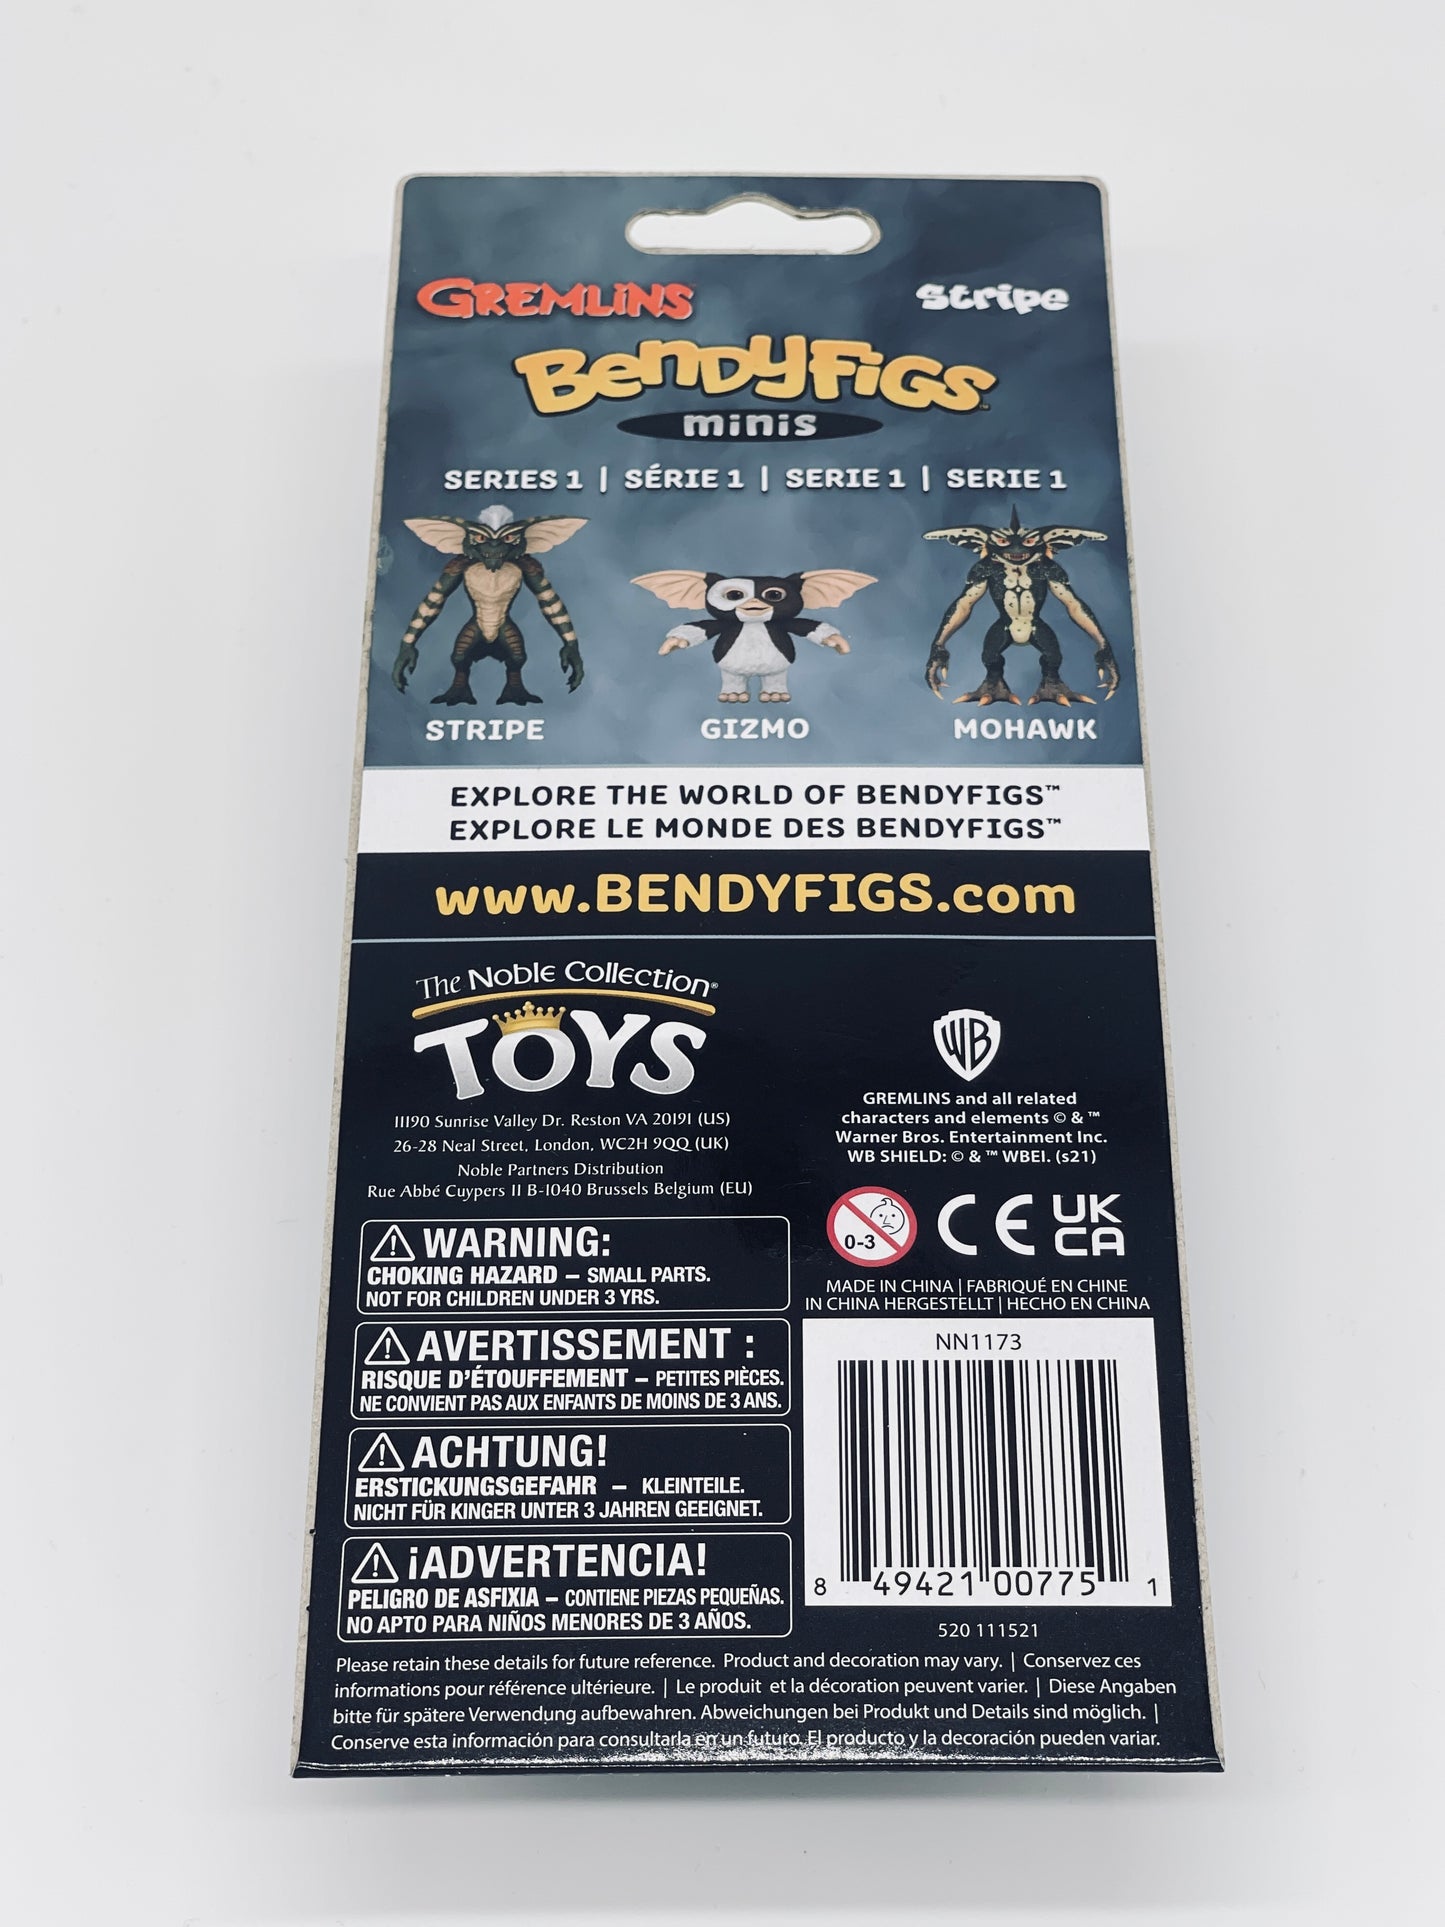 GREMLINS Stripe
BENDYFIGS™
minis
SERIES 1 | SÉRIE 1 | SERIE 1 | SERIE 1
STRIPE GIZMO MOHAWK
EXPLORE THE WORLD OF BENDYFIGS™
EXPLORE LE MONDE DES BENDYFIGS™
www.BENDYFIGS.com
The Noble Collection®
TOYS
11190 Sunrise Valley Dr. Reston VA 20191 (US)
26-28 Neal Street, London, WC2H 9QQ (UK)
Noble Partners Distribution
Rue Abbé Cuypers 11 B-1040 Brussels Belgium (EU)
WB
GREMLINS and all related
characters and elements © & ™
Warner Bros. Entertainment Inc.
WB SHIELD: © & ™ WBEI. (s21)
0-3 CE UK
CA
MADE IN CHINA | FABRIQUÉ EN CHINE
IN CHINA HERGESTELLT | HECHO EN CHINA
WARNING:
CHOKING HAZARD – SMALL PARTS.
NOT FOR CHILDREN UNDER 3 YRS.
AVERTISSEMENT :
RISQUE D'ÉTOUFFEMENT – PETITES PIÈCES.
NE CONVIENT PAS AUX ENFANTS DE MOINS DE 3 ANS.
ACHTUNG!
ERSTICKUNGSGEFAHR – KLEINTEILE.
NICHT FÜR KINGER UNTER 3 JAHREN GEEIGNET.
¡ADVERTENCIA!
PELIGRO DE ASFIXIA – CONTIENE PIEZAS PEQUEÑAS.
NO APTO PARA NIÑOS MENORES DE 3 AÑOS.
NN1173
8 49421 00775 1
520 111521
Please retain these details for future reference. Product and decoration may vary. | Conservez ces
informations pour référence ultérieure. | Le produit et la décoration peuvent varier. | Diese Angaben
bitte für spätere Verwendung aufbewahren. Abweichungen bei Produkt und Details sind möglich. |
Conserve esta información para consultarla en un futuro. El producto y la decoración pueden variar.